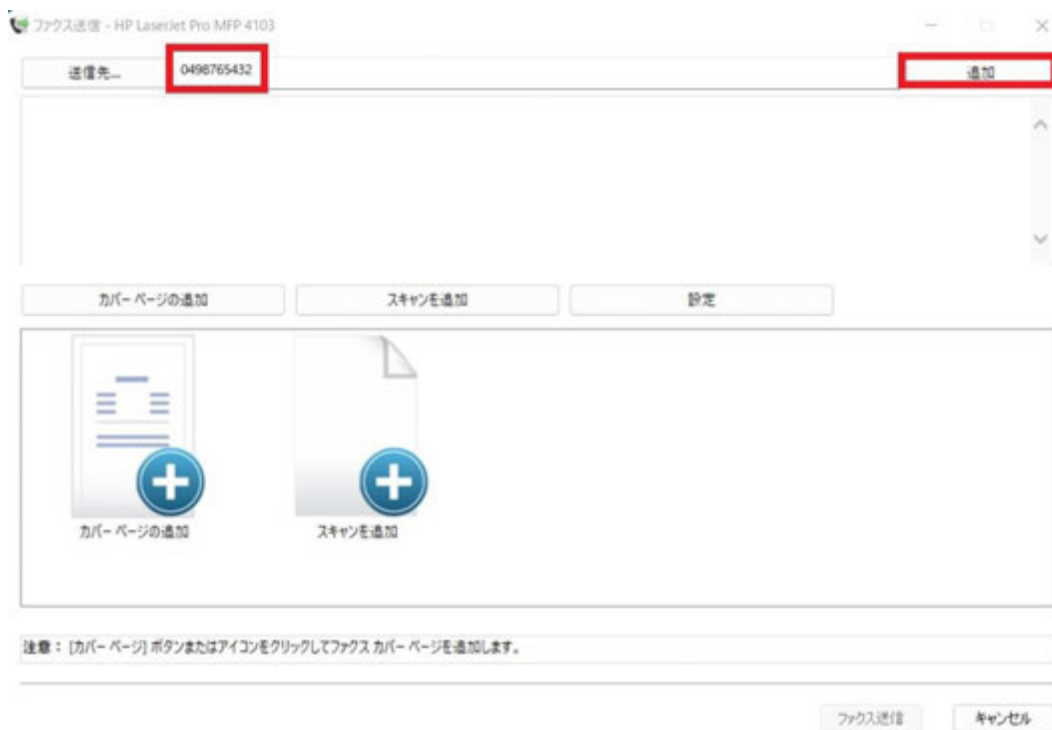 ファクス送信 - HP LaserJet Pro MFP 4103
送信先... 0498765432 追加
カバー ページの追加 スキャンを追加 設定
カバー ページの追加 スキャンを追加
注意： [カバー ページ] ボタンまたはアイコンをクリックしてファクス カバー ページを追加します。
ファクス送信 キャンセル